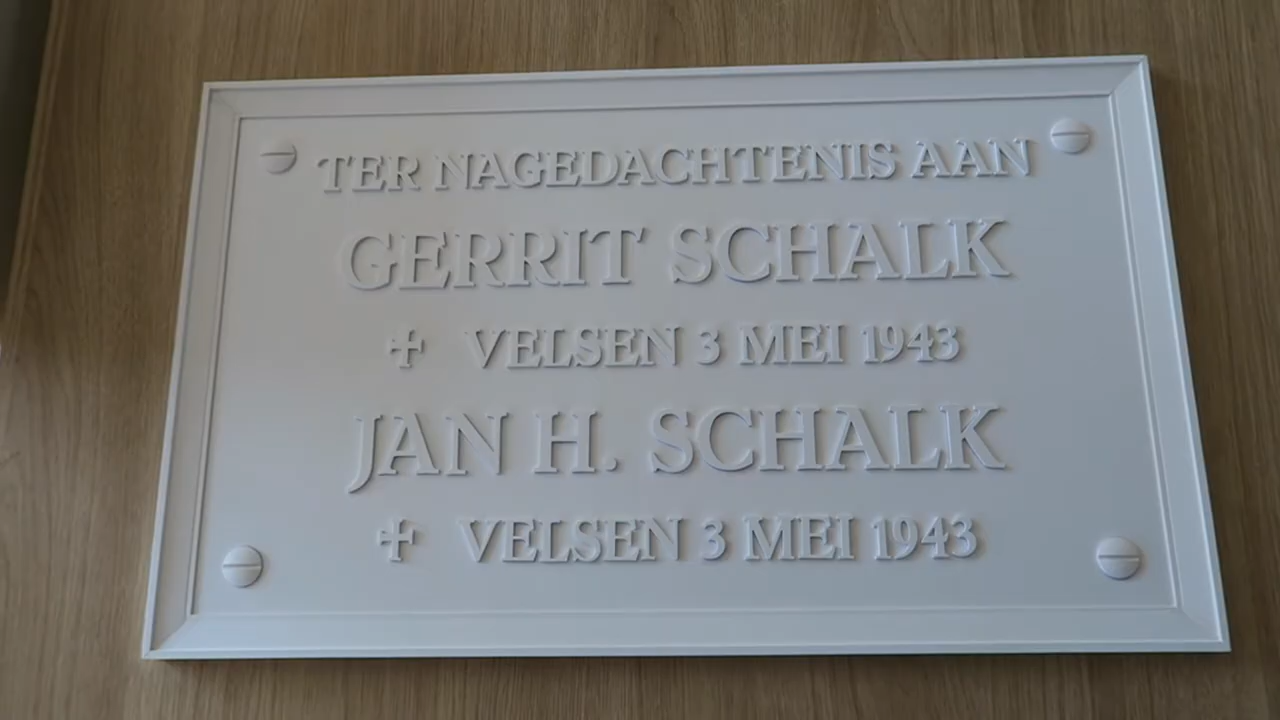 TER NAGEDACHTENIS AAN
GERRIT SCHALK
✝ VELSEN 3 MEI 1943
JAN H. SCHALK
✝ VELSEN 3 MEI 1943